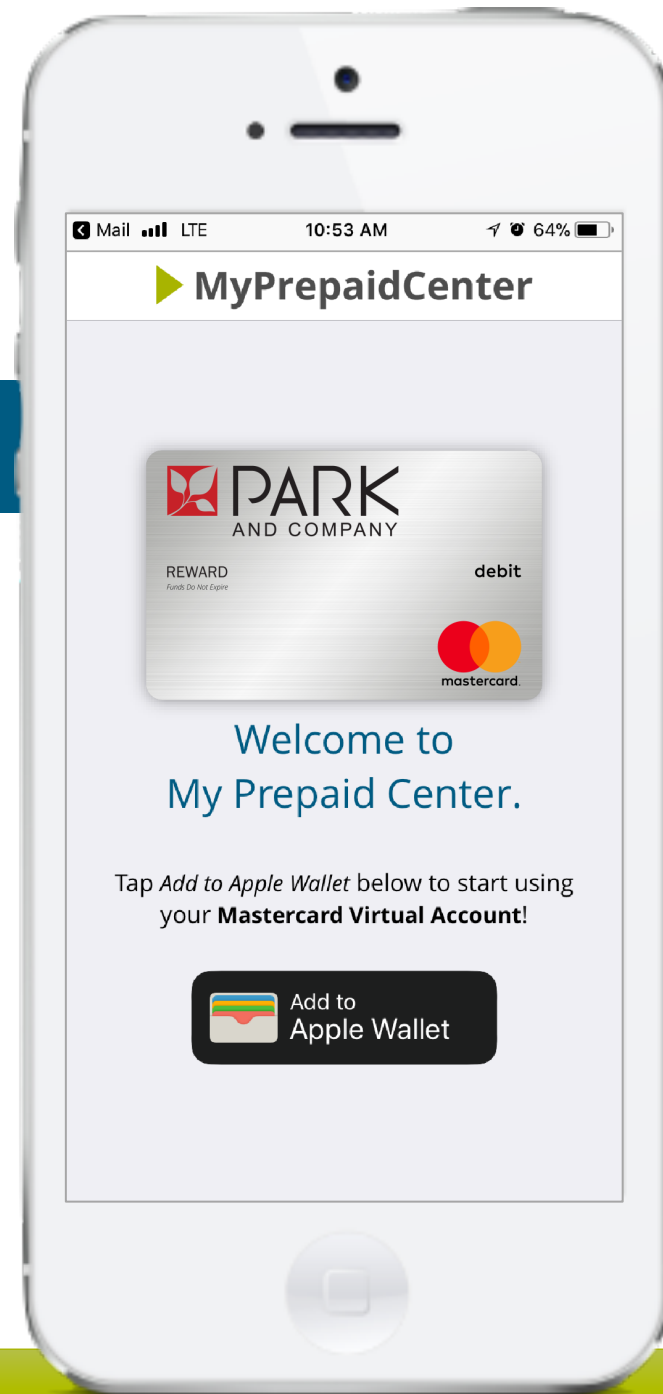 Mail LTE 10:53 AM 64%
MyPrepaidCenter
PARK
AND COMPANY
REWARD debit
Funds Do Not Expire
mastercard.
Welcome to
My Prepaid Center.
Tap Add to Apple Wallet below to start using
your Mastercard Virtual Account!
Add to
Apple Wallet